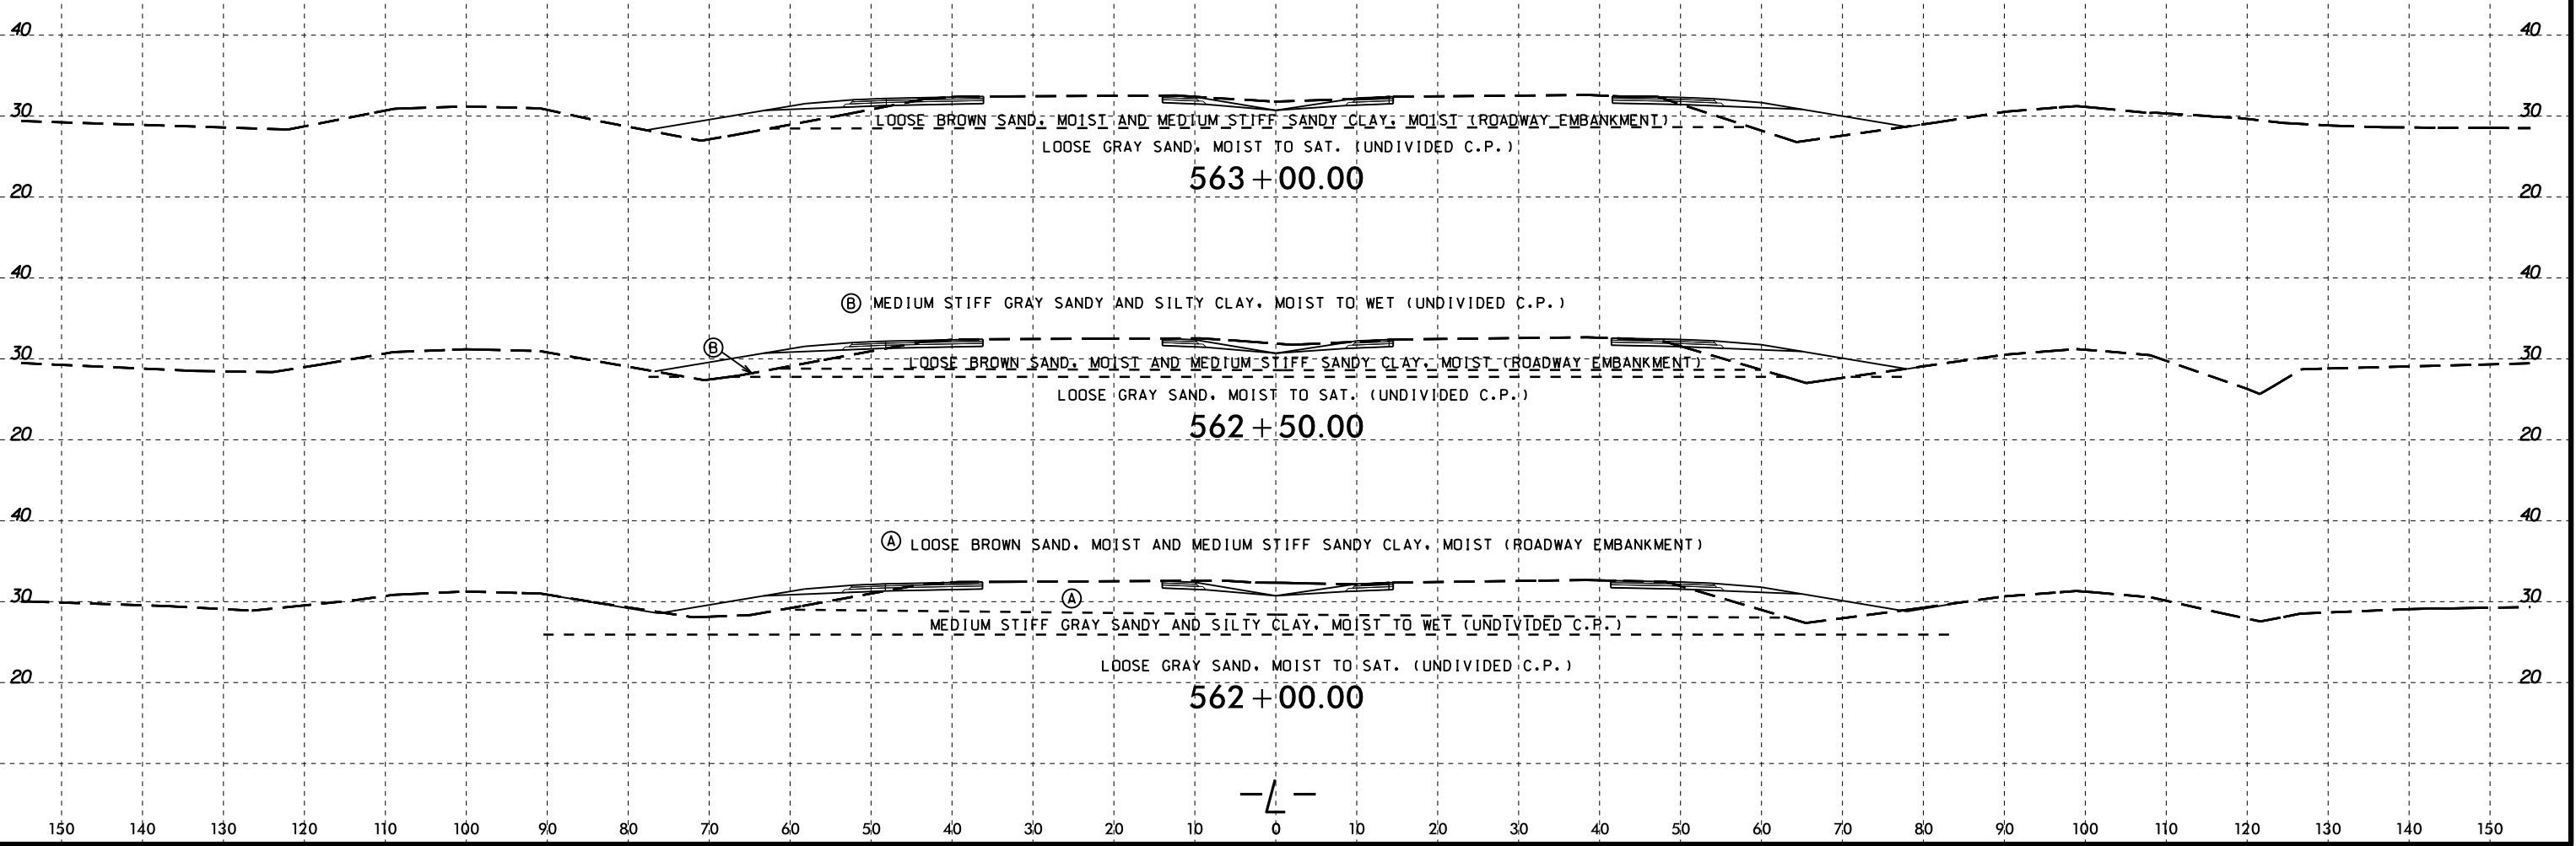 40 40
30 30
LOOSE BROWN SAND, MOIST AND MEDIUM STIFF SANDY CLAY, MOIST (ROADWAY EMBANKMENT)
LOOSE GRAY SAND, MOIST TO SAT. (UNDIVIDED C.P.)
563+00.00
20 20
40 40
B MEDIUM STIFF GRAY SANDY AND SILTY CLAY, MOIST TO WET (UNDIVIDED C.P.)
B
30 30
LOOSE BROWN SAND, MOIST AND MEDIUM STIFF SANDY CLAY, MOIST (ROADWAY EMBANKMENT)
LOOSE GRAY SAND, MOIST TO SAT. (UNDIVIDED C.P.)
562+50.00
20 20
40 40
A LOOSE BROWN SAND, MOIST AND MEDIUM STIFF SANDY CLAY, MOIST (ROADWAY EMBANKMENT)
30 A 30
MEDIUM STIFF GRAY SANDY AND SILTY CLAY, MOIST TO WET (UNDIVIDED C.P.)
LOOSE GRAY SAND, MOIST TO SAT. (UNDIVIDED C.P.)
20 20
562+00.00
-L-
150 140 130 120 110 100 90 80 70 60 50 40 30 20 10 0 10 20 30 40 50 60 70 80 90 100 110 120 130 140 150